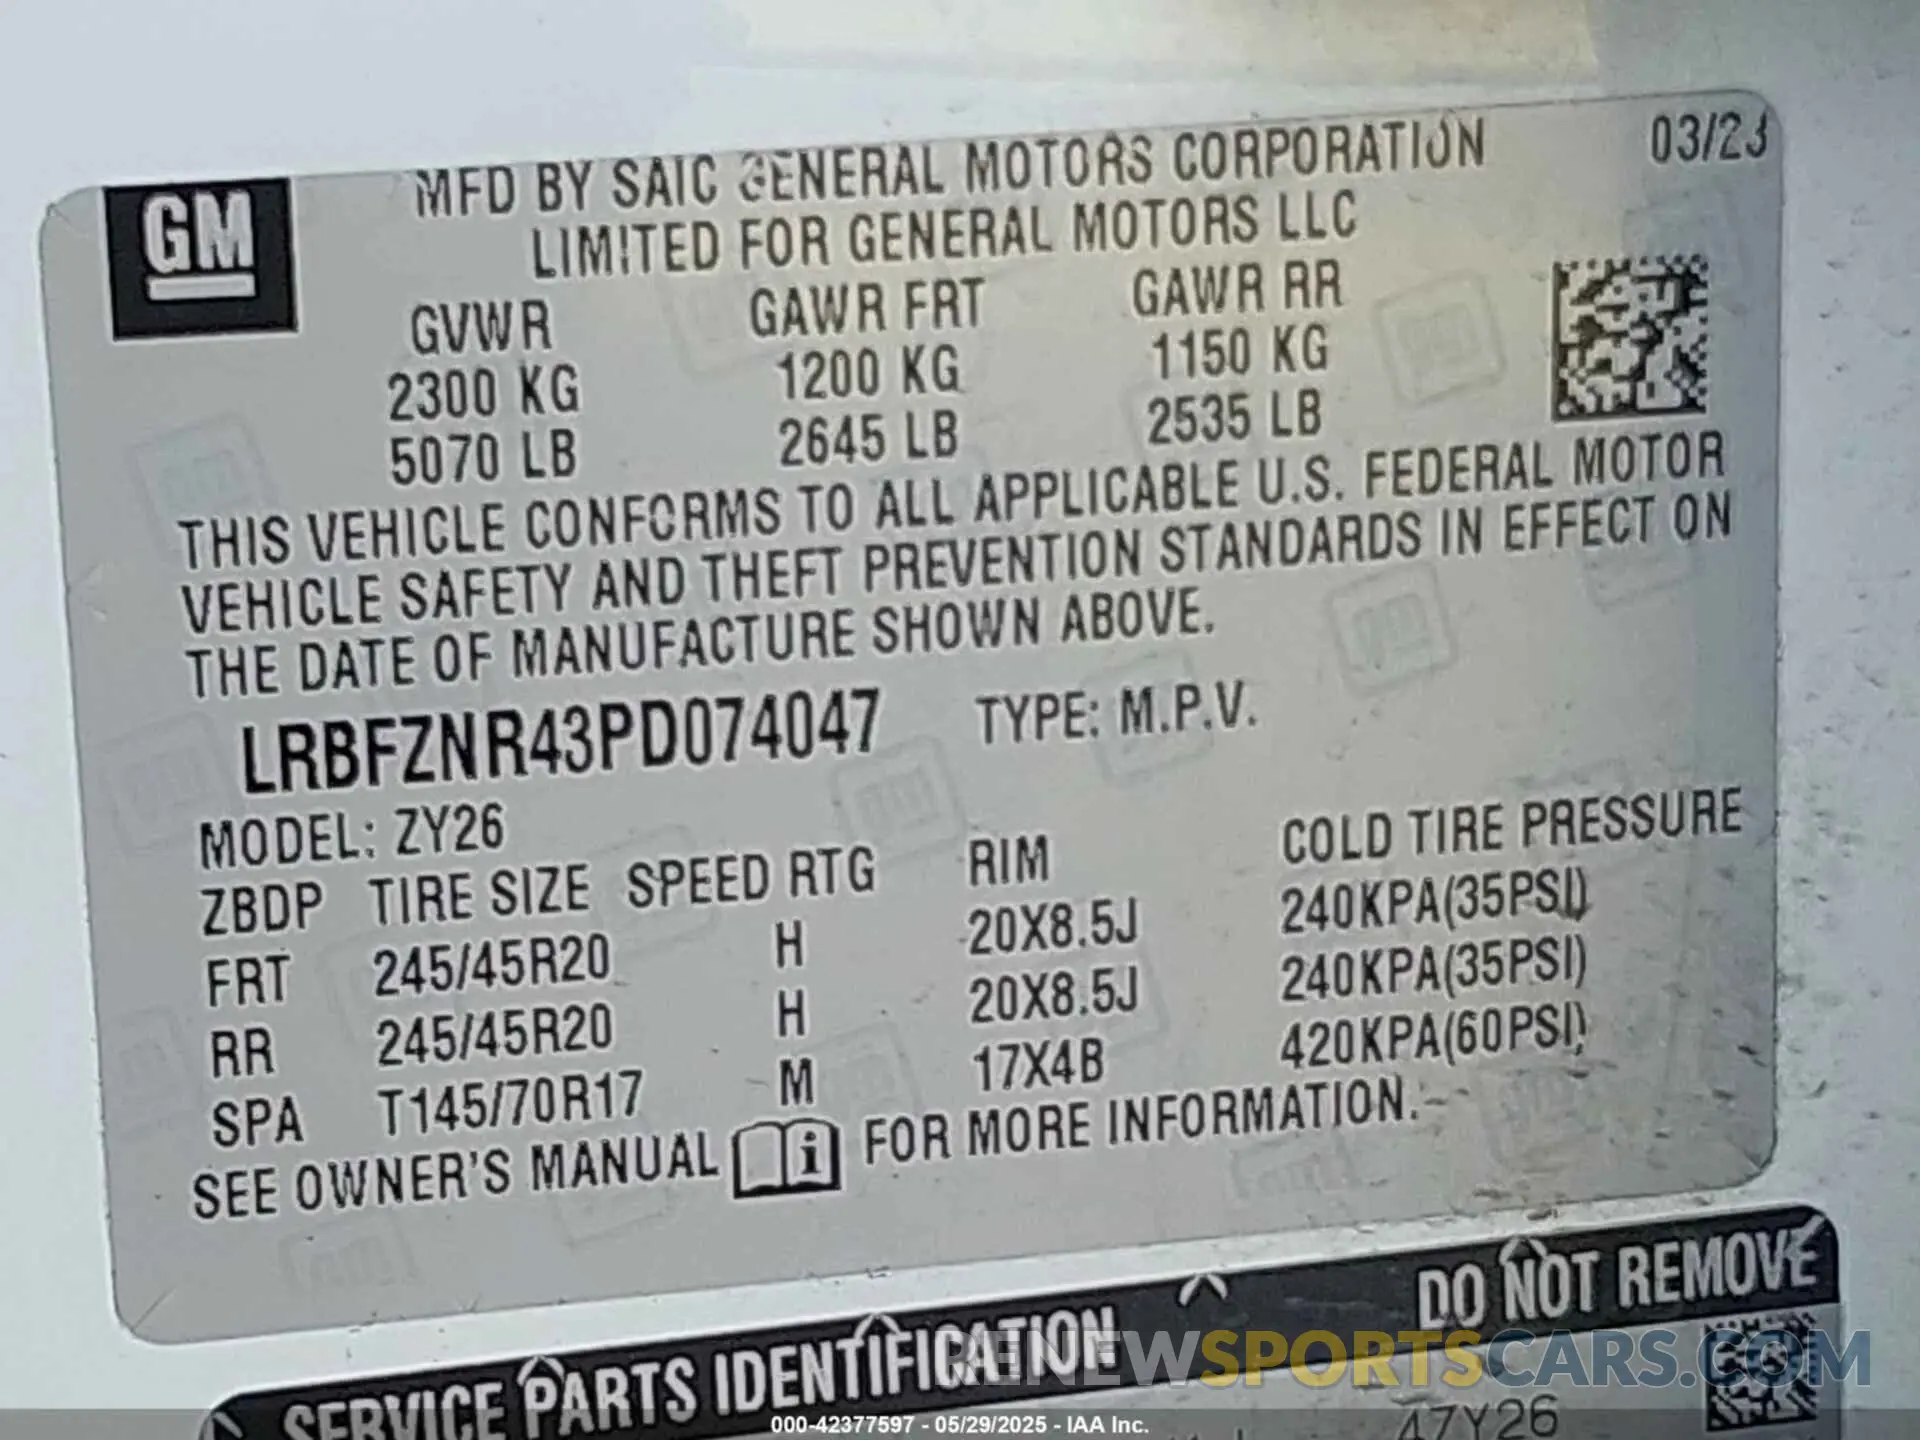 GM
MFD BY SAIC GENERAL MOTORS CORPORATION 03/23
LIMITED FOR GENERAL MOTORS LLC
GVWR GAWR FRT GAWR RR
2300 KG 1200 KG 1150 KG
5070 LB 2645 LB 2535 LB
THIS VEHICLE CONFORMS TO ALL APPLICABLE U.S. FEDERAL MOTOR
VEHICLE SAFETY AND THEFT PREVENTION STANDARDS IN EFFECT ON
THE DATE OF MANUFACTURE SHOWN ABOVE.
LRBFZNR43PD074047 TYPE: M.P.V.
MODEL: ZY26
ZBDP TIRE SIZE SPEED RTG RIM COLD TIRE PRESSURE
FRT 245/45R20 H 20X8.5J 240KPA(35PSI)
RR 245/45R20 H 20X8.5J 240KPA(35PSI)
SPA T145/70R17 M 17X4B 420KPA(60PSI)
SEE OWNER'S MANUAL i FOR MORE INFORMATION.
SERVICE PARTS IDENTIFICATION DO NOT REMOVE
RENEWSPORTSCARS.COM
47Y26
000-42377597 - 05/29/2025 - IAA Inc.